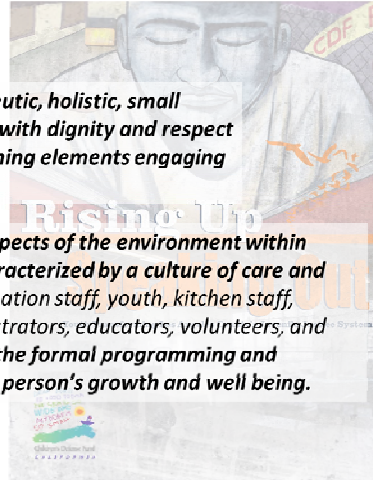 CDF
eutic, holistic, small
with dignity and respect
ning elements engaging
Rising Up
pects of the environment within
racterized by a culture of care and
Speaking Out
ation staff, youth, kitchen staff,
e System
trators, educators, volunteers, and
the formal programming and
person’s growth and well being.
Children's Defense Fund
CALIFORNIA